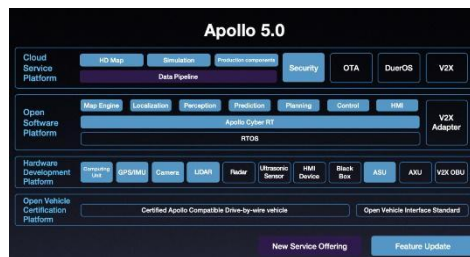 Apollo 5.0
Cloud Service Platform
HD Map
Simulation
Production components
Data Pipeline
Security
OTA
DuerOS
V2X
Open Software Platform
Map Engine
Localization
Perception
Prediction
Planning
Control
HMI
Apollo Cyber RT
RTOS
V2X Adapter
Hardware Development Platform
Computing Unit
GPS/IMU
Camera
LiDAR
Radar
Ultrasonic Sensor
HMI Device
Black Box
ASU
AXU
V2X OBU
Open Vehicle Certification Platform
Certified Apollo Compatible Drive-by-wire vehicle
Open Vehicle Interface Standard
New Service Offering
Feature Update